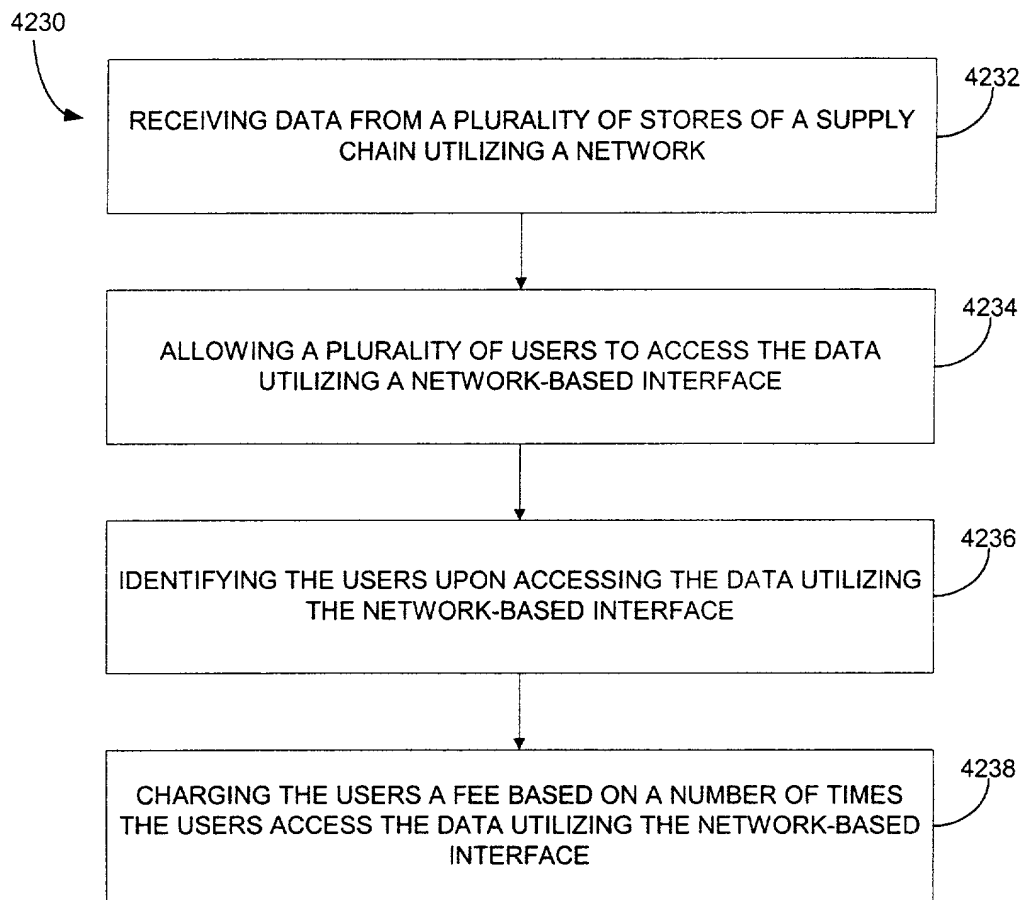 4230
4232
RECEIVING DATA FROM A PLURALITY OF STORES OF A SUPPLY
CHAIN UTILIZING A NETWORK
4234
ALLOWING A PLURALITY OF USERS TO ACCESS THE DATA
UTILIZING A NETWORK-BASED INTERFACE
4236
IDENTIFYING THE USERS UPON ACCESSING THE DATA UTILIZING
THE NETWORK-BASED INTERFACE
4238
CHARGING THE USERS A FEE BASED ON A NUMBER OF TIMES
THE USERS ACCESS THE DATA UTILIZING THE NETWORK-BASED
INTERFACE